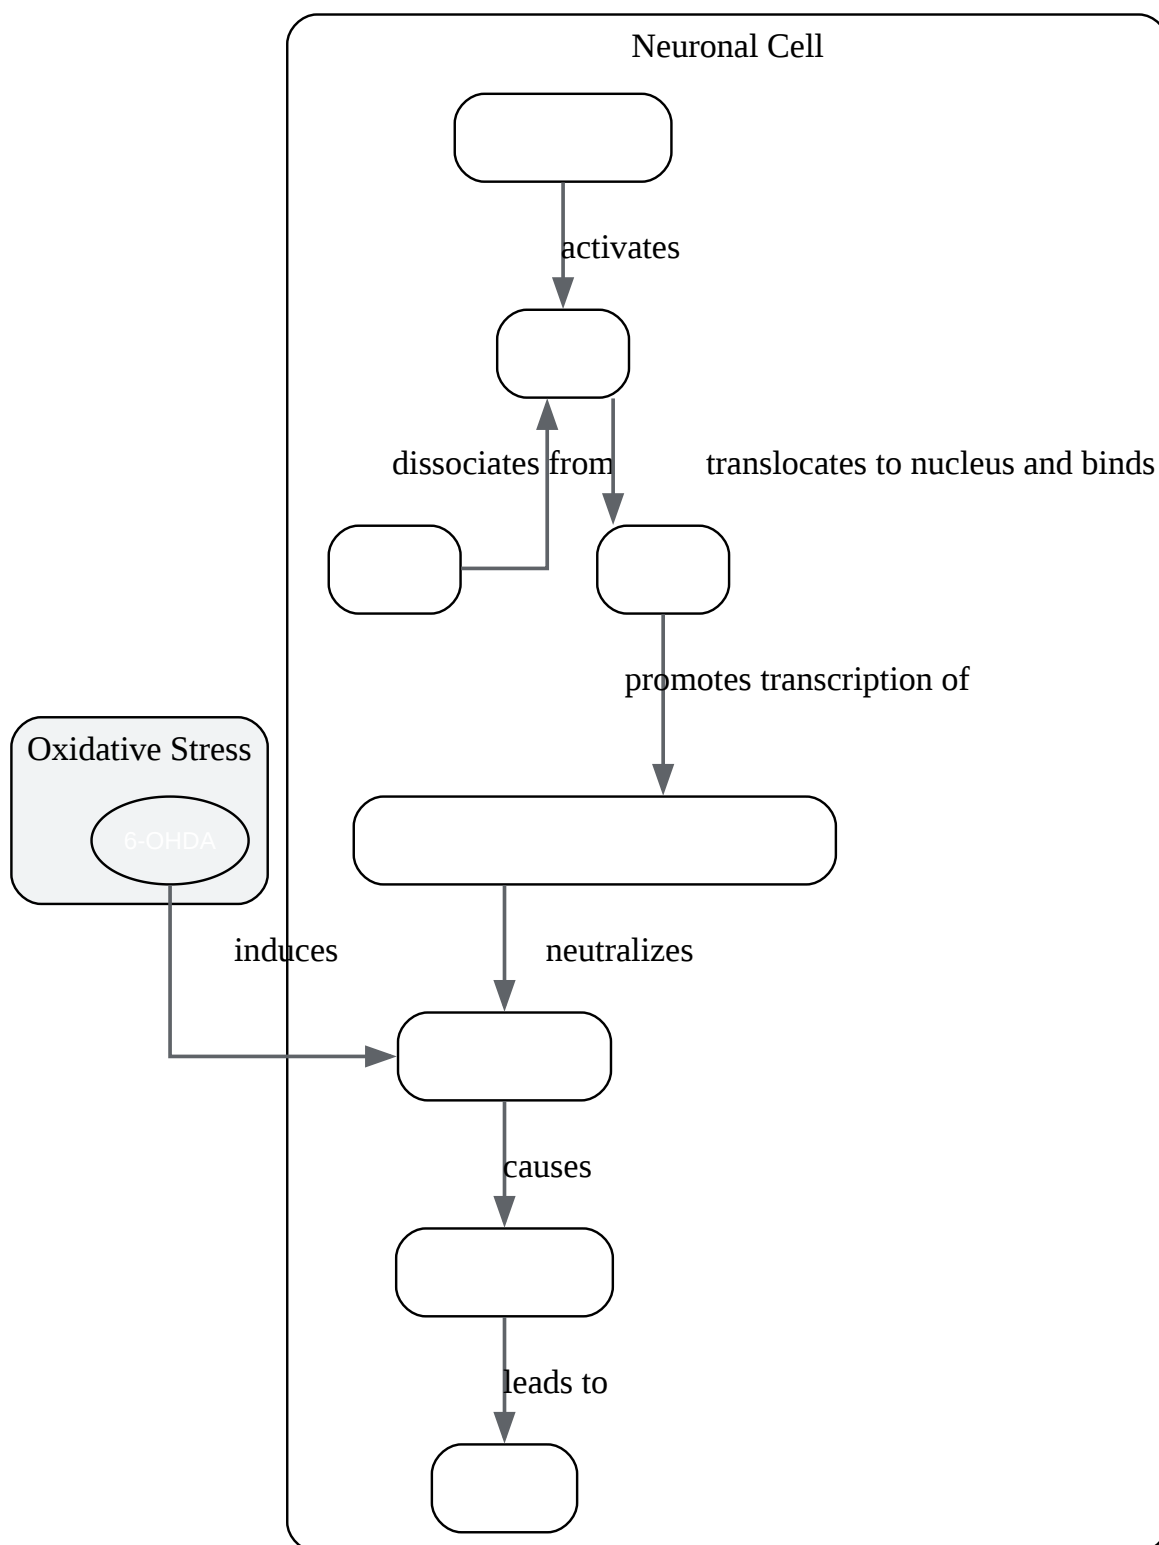 Neuronal Cell
activates
dissociates from
translocates to nucleus and binds
promotes transcription of
Oxidative Stress
6-OHDA
induces
neutralizes
causes
leads to